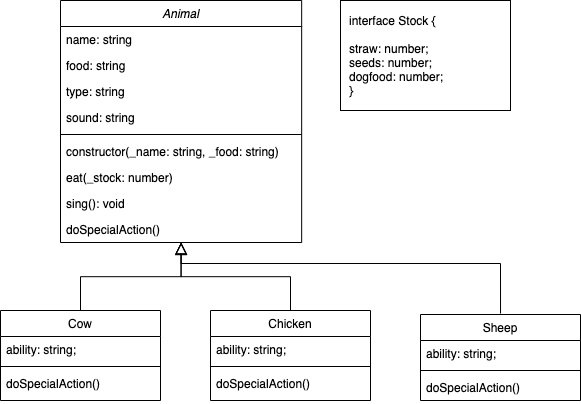 Animal
name: string
food: string
type: string
sound: string
constructor(_name: string, _food: string)
eat(_stock: number)
sing(): void
doSpecialAction()
interface Stock {
straw: number;
seeds: number;
dogfood: number;
}
Cow
ability: string;
doSpecialAction()
Chicken
ability: string;
doSpecialAction()
Sheep
ability: string;
doSpecialAction()